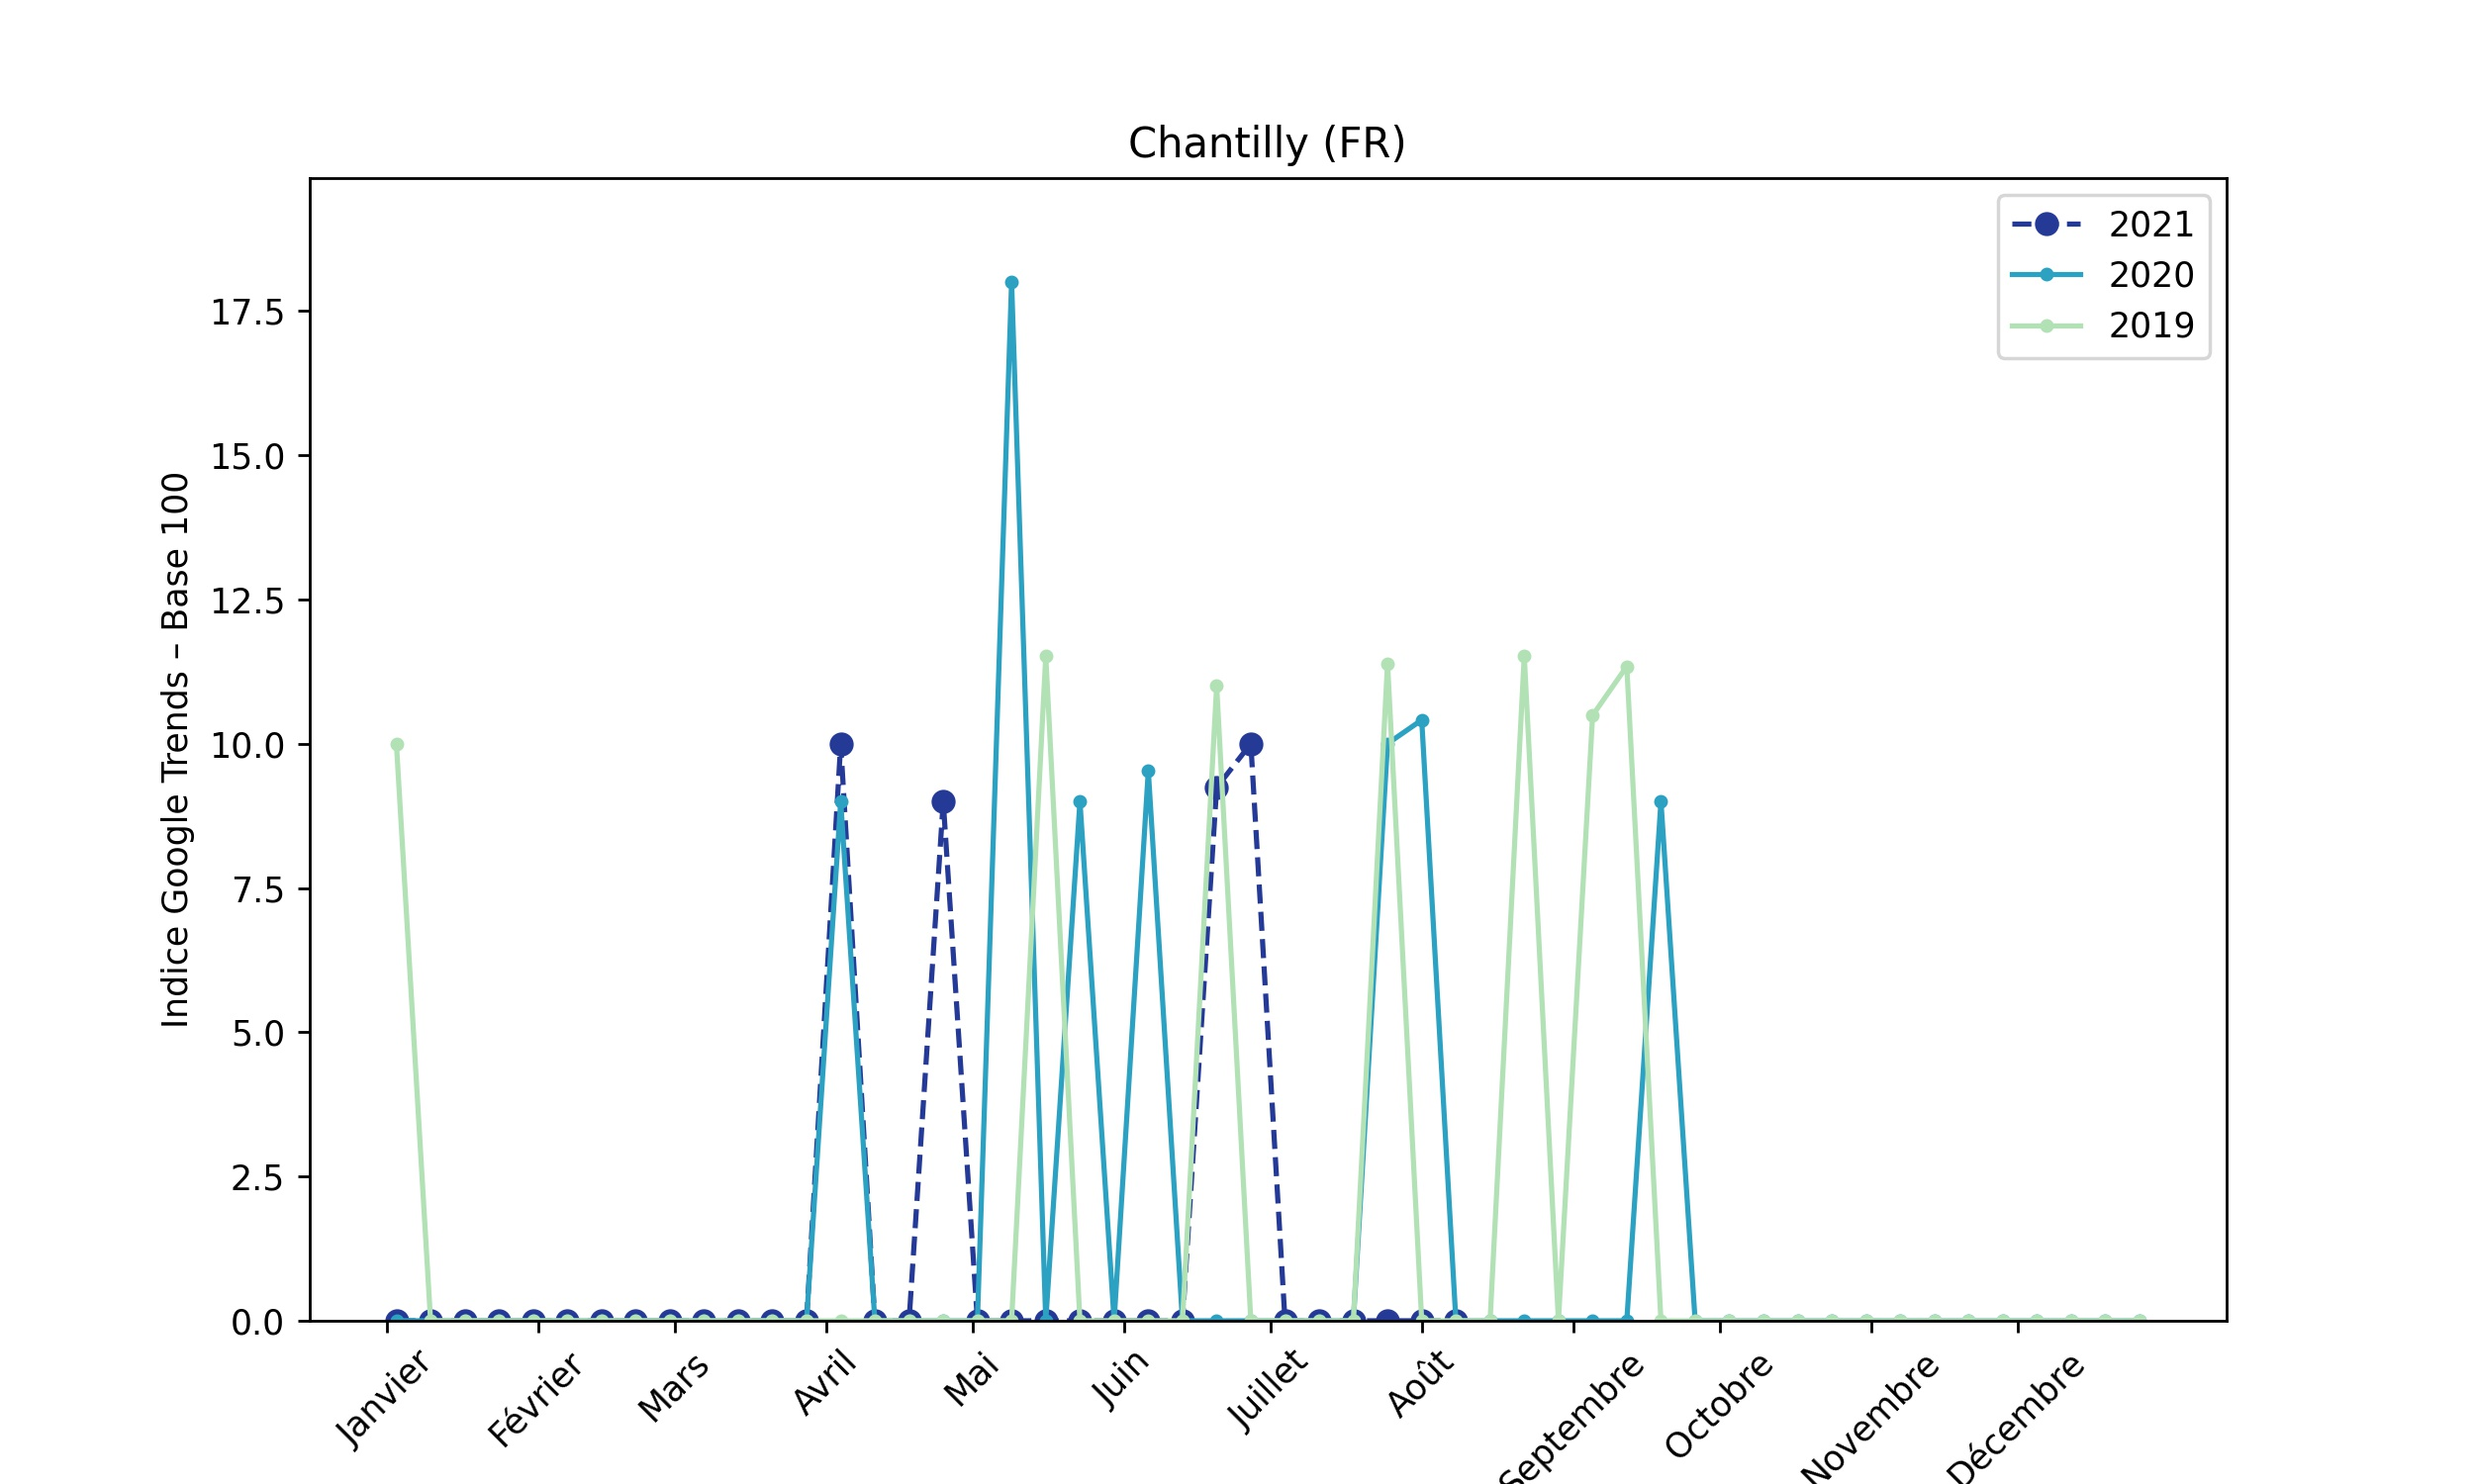 Chantilly (FR)
2021
2020
2019
Indice Google Trends – Base 100
17.5
15.0
12.5
10.0
7.5
5.0
2.5
0.0
Janvier
Février
Mars
Avril
Mai
Juin
Juillet
Août
Septembre
Octobre
Novembre
Décembre